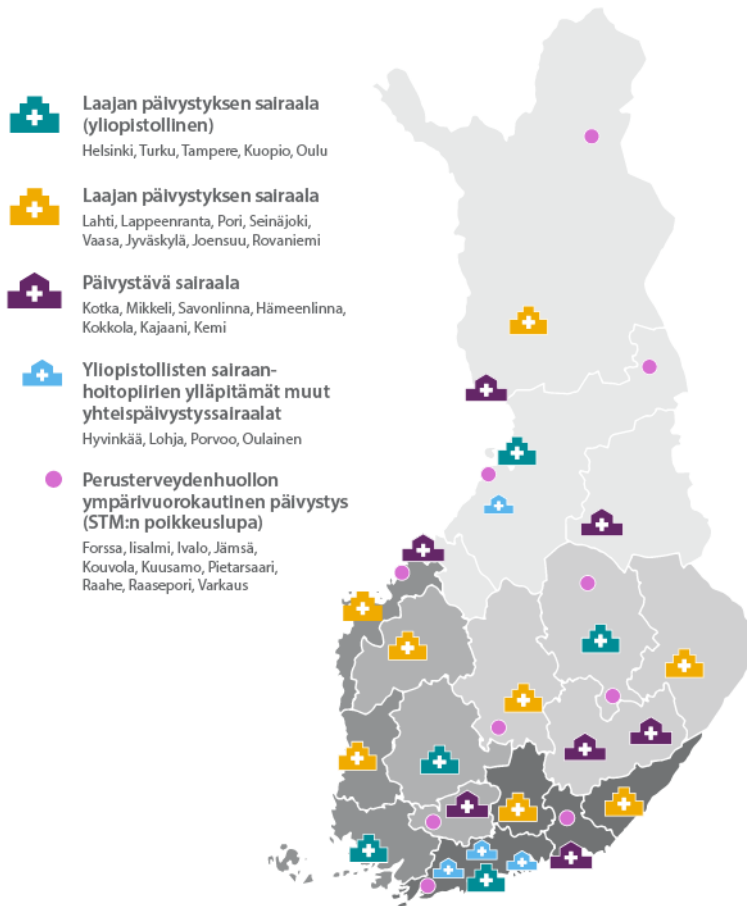 Laajan päivystyksen sairaala
(yliopistollinen)
Helsinki, Turku, Tampere, Kuopio, Oulu
Laajan päivystyksen sairaala
Lahti, Lappeenranta, Pori, Seinäjoki,
Vaasa, Jyväskylä, Joensuu, Rovaniemi
Päivystävä sairaala
Kotka, Mikkeli, Savonlinna, Hämeenlinna,
Kokkola, Kajaani, Kemi
Yliopistollisten sairaan-
hoitopiirien ylläpitämät muut
yhteispäivystyssairaalat
Hyvinkää, Lohja, Porvoo, Oulainen
Perusterveydenhuollon
ympärivuorokautinen päivystys
(STM:n poikkeuslupa)
Forssa, Iisalmi, Ivalo, Jämsä,
Kouvola, Kuusamo, Pietarsaari,
Raahe, Raasepori, Varkaus